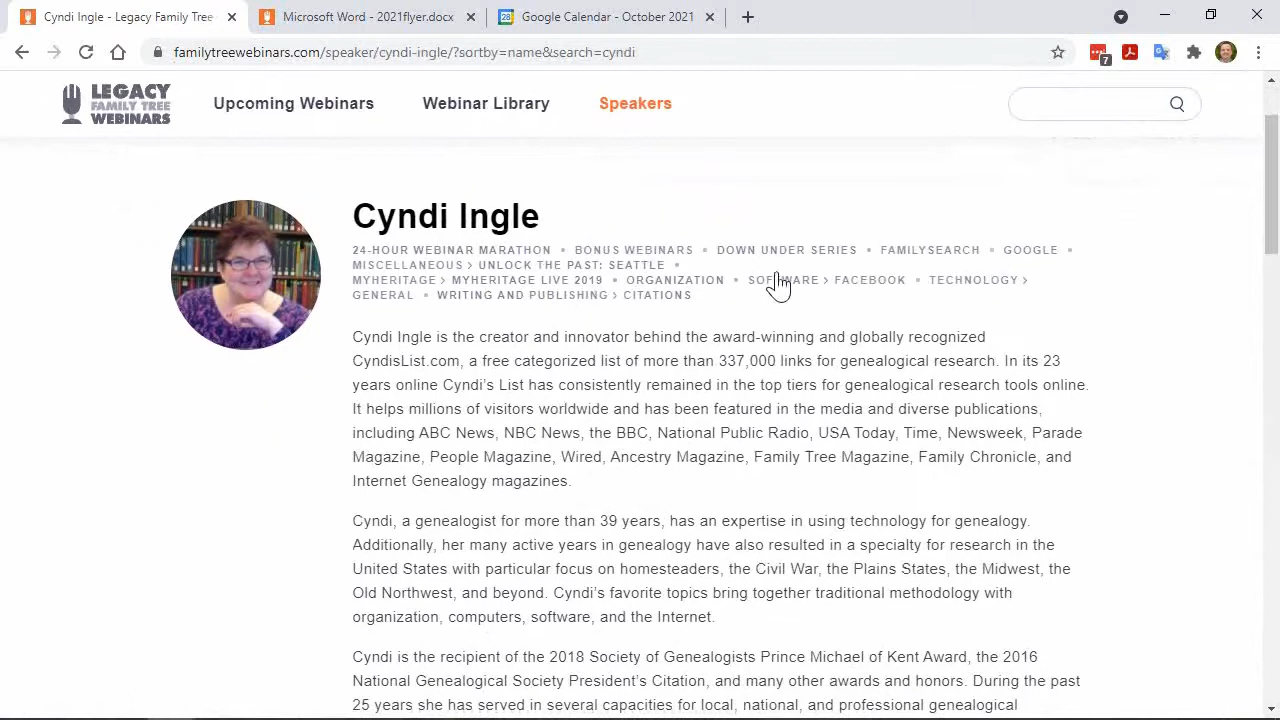 Cyndi Ingle - Legacy Family Tree
Microsoft Word - 2021flyer.docx
Google Calendar - October 2021
familytreewebinars.com/speaker/cyndi-ingle/?sortby=name&search=cyndi
7
LEGACY
FAMILY TREE
WEBINARS
Upcoming Webinars
Webinar Library
Speakers
Cyndi Ingle
24-HOUR WEBINAR MARATHON • BONUS WEBINARS • DOWN UNDER SERIES • FAMILYSEARCH • GOOGLE •
MISCELLANEOUS > UNLOCK THE PAST: SEATTLE •
MYHERITAGE > MYHERITAGE LIVE 2019 • ORGANIZATION • SOFTWARE > FACEBOOK • TECHNOLOGY >
GENERAL • WRITING AND PUBLISHING > CITATIONS
Cyndi Ingle is the creator and innovator behind the award-winning and globally recognized
CyndisList.com, a free categorized list of more than 337,000 links for genealogical research. In its 23
years online Cyndi's List has consistently remained in the top tiers for genealogical research tools online.
It helps millions of visitors worldwide and has been featured in the media and diverse publications,
including ABC News, NBC News, the BBC, National Public Radio, USA Today, Time, Newsweek, Parade
Magazine, People Magazine, Wired, Ancestry Magazine, Family Tree Magazine, Family Chronicle, and
Internet Genealogy magazines.
Cyndi, a genealogist for more than 39 years, has an expertise in using technology for genealogy.
Additionally, her many active years in genealogy have also resulted in a specialty for research in the
United States with particular focus on homesteaders, the Civil War, the Plains States, the Midwest, the
Old Northwest, and beyond. Cyndi's favorite topics bring together traditional methodology with
organization, computers, software, and the Internet.
Cyndi is the recipient of the 2018 Society of Genealogists Prince Michael of Kent Award, the 2016
National Genealogical Society President's Citation, and many other awards and honors. During the past
25 years she has served in several capacities for local, national, and professional genealogical